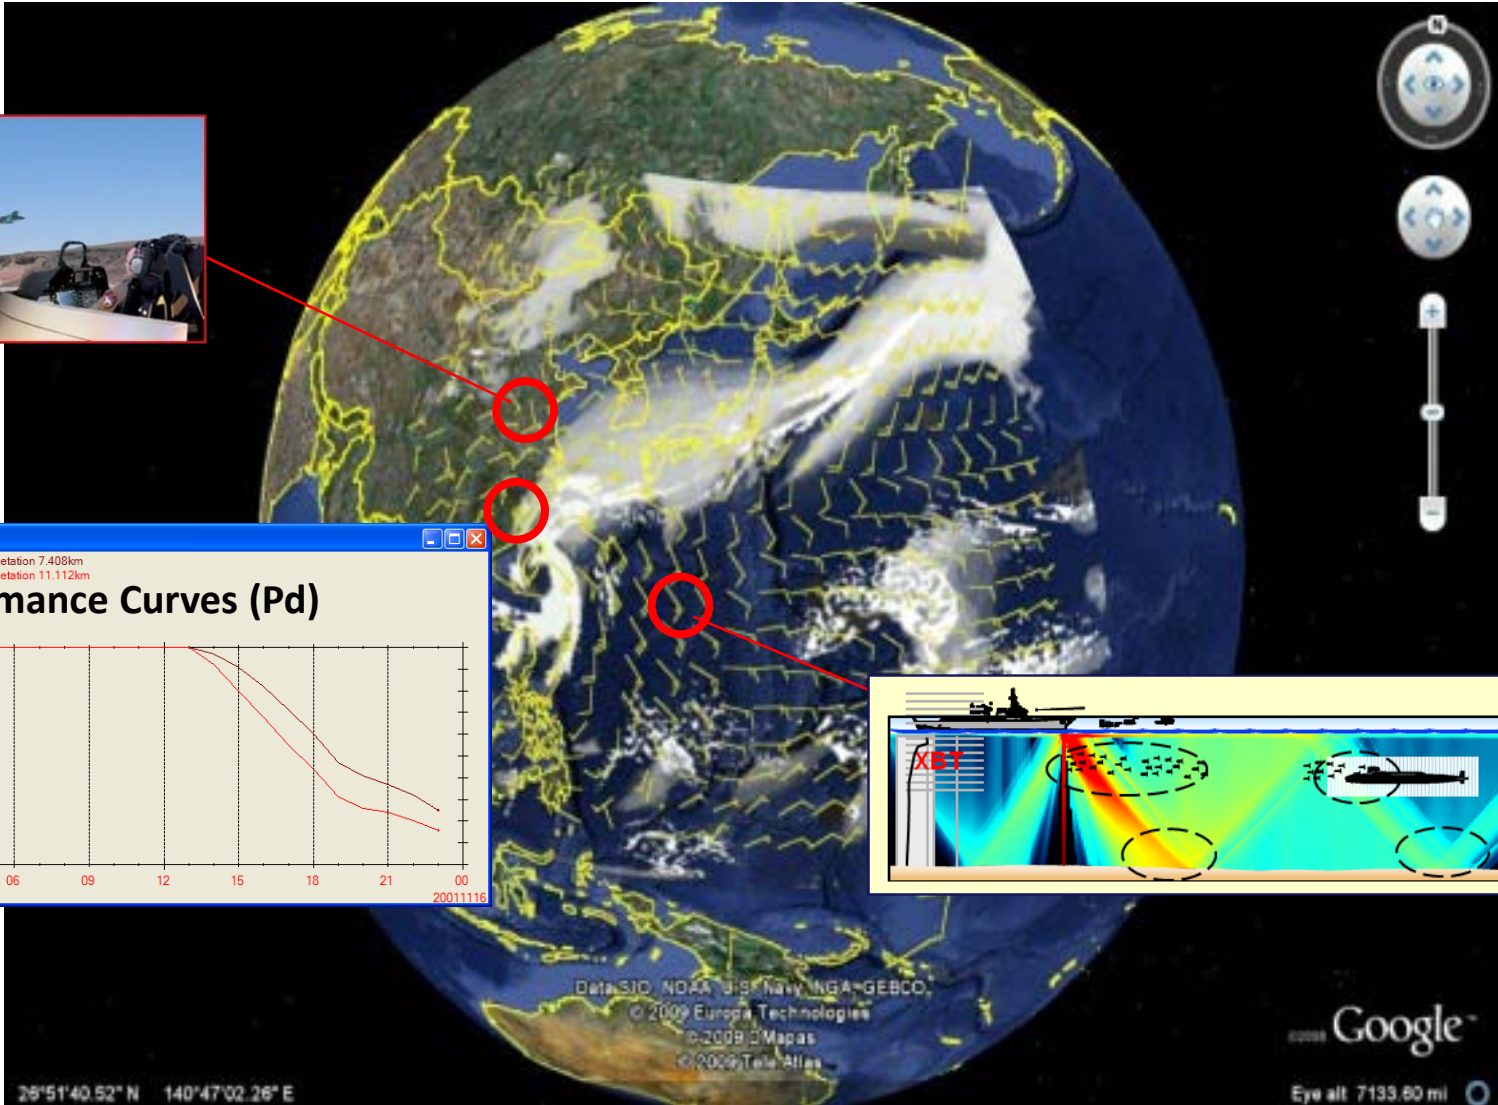 N
etation 7.408km
etation 11.112km
mance Curves (Pd)
06 09 12 15 18 21 00
20011116
XBT
Data SIO, NOAA, U.S. Navy, NGA, GEBCO
© 2009 Europa Technologies
© 2009 Mapas
© 2009 Tele Atlas
Google
26°51'40.52" N 140°47'02.26" E
Eye alt 7133.60 mi